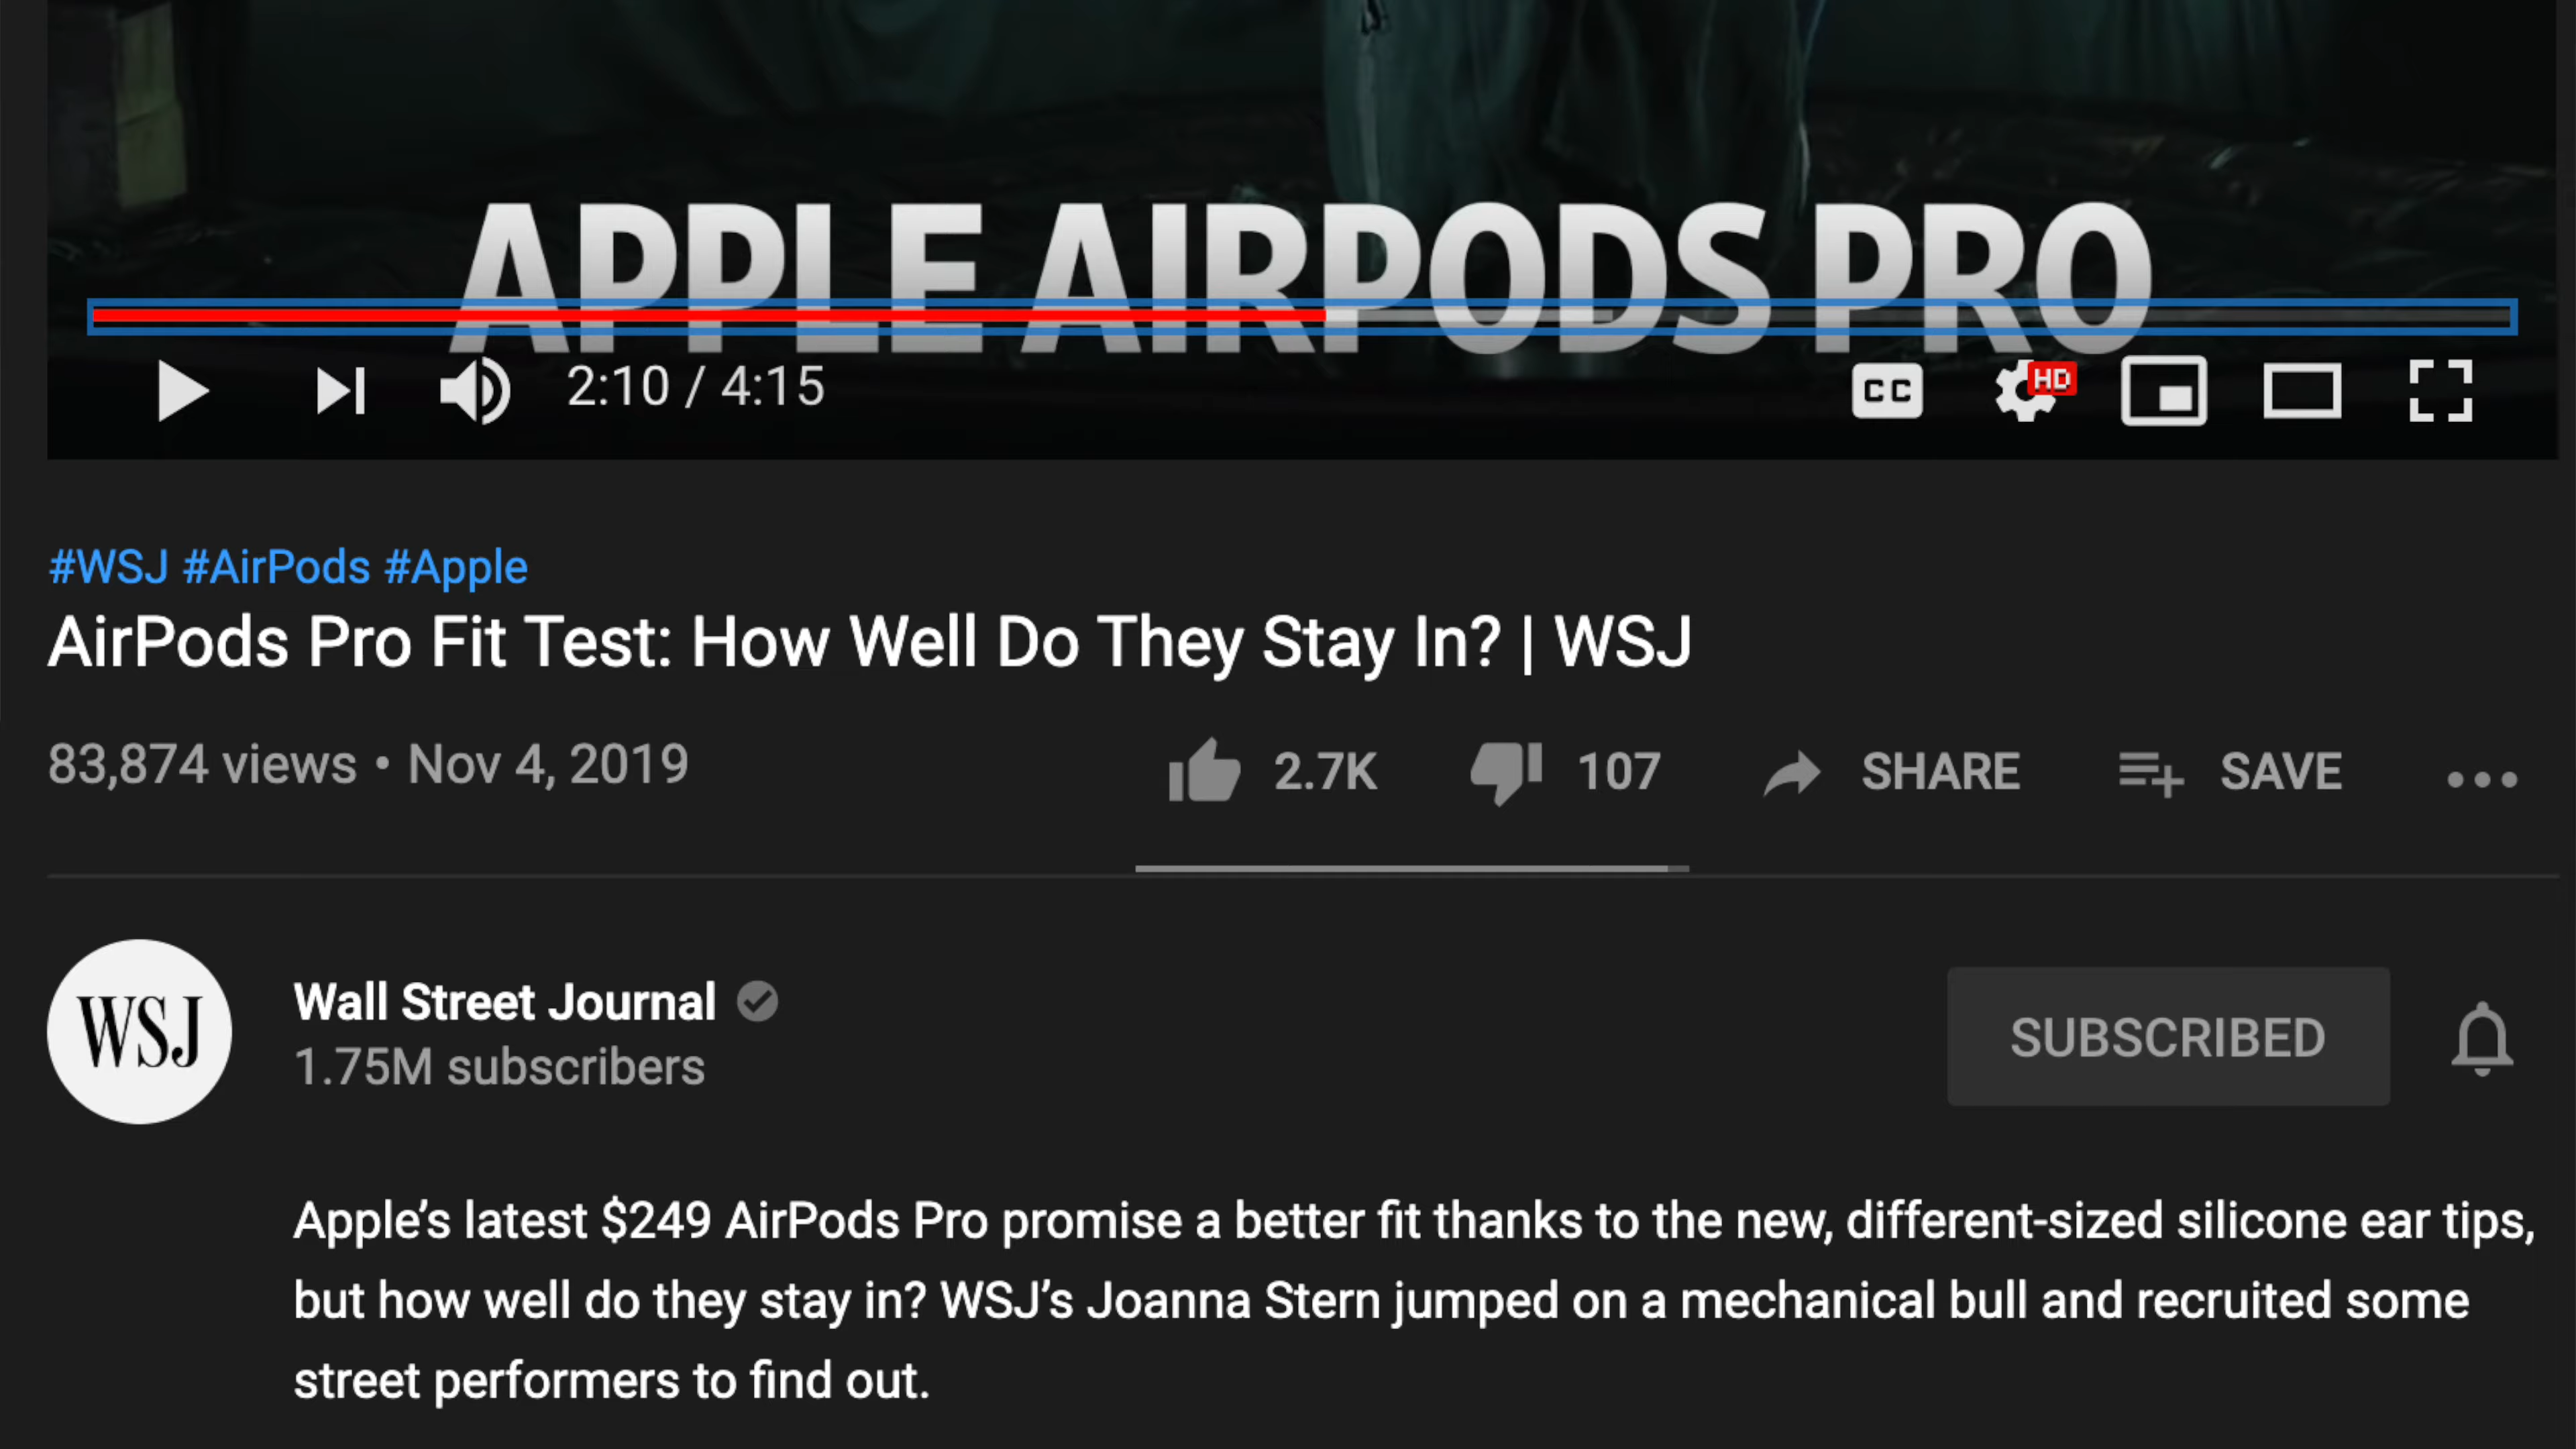 APPLE AIRPODS PRO
2:10 / 4:15
CC
HD
#WSJ #AirPods #Apple
AirPods Pro Fit Test: How Well Do They Stay In? | WSJ
83,874 views • Nov 4, 2019
2.7K
107
SHARE
SAVE
WSJ
Wall Street Journal
1.75M subscribers
SUBSCRIBED
Apple’s latest $249 AirPods Pro promise a better fit thanks to the new, different-sized silicone ear tips,
but how well do they stay in? WSJ’s Joanna Stern jumped on a mechanical bull and recruited some
street performers to find out.